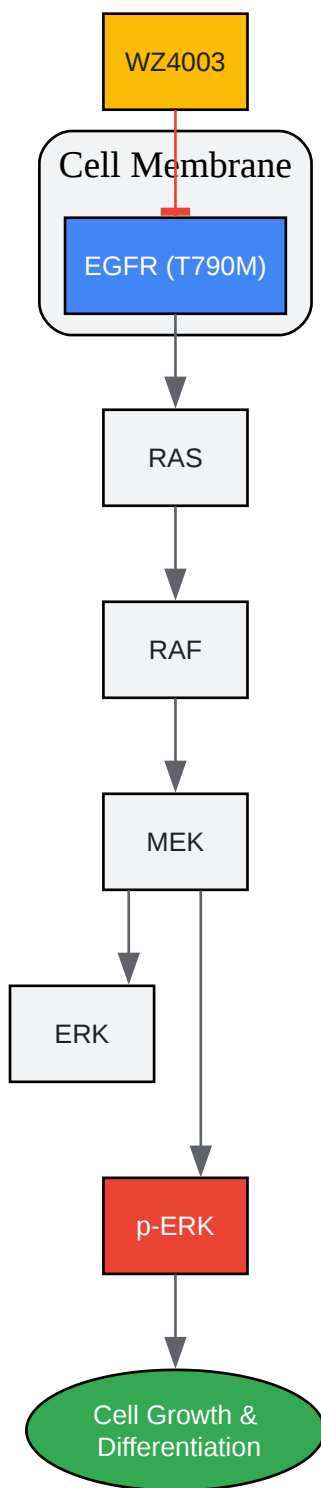 WZ4003
Cell Membrane
EGFR (T790M)
RAS
RAF
MEK
ERK
p-ERK
Cell Growth &
Differentiation